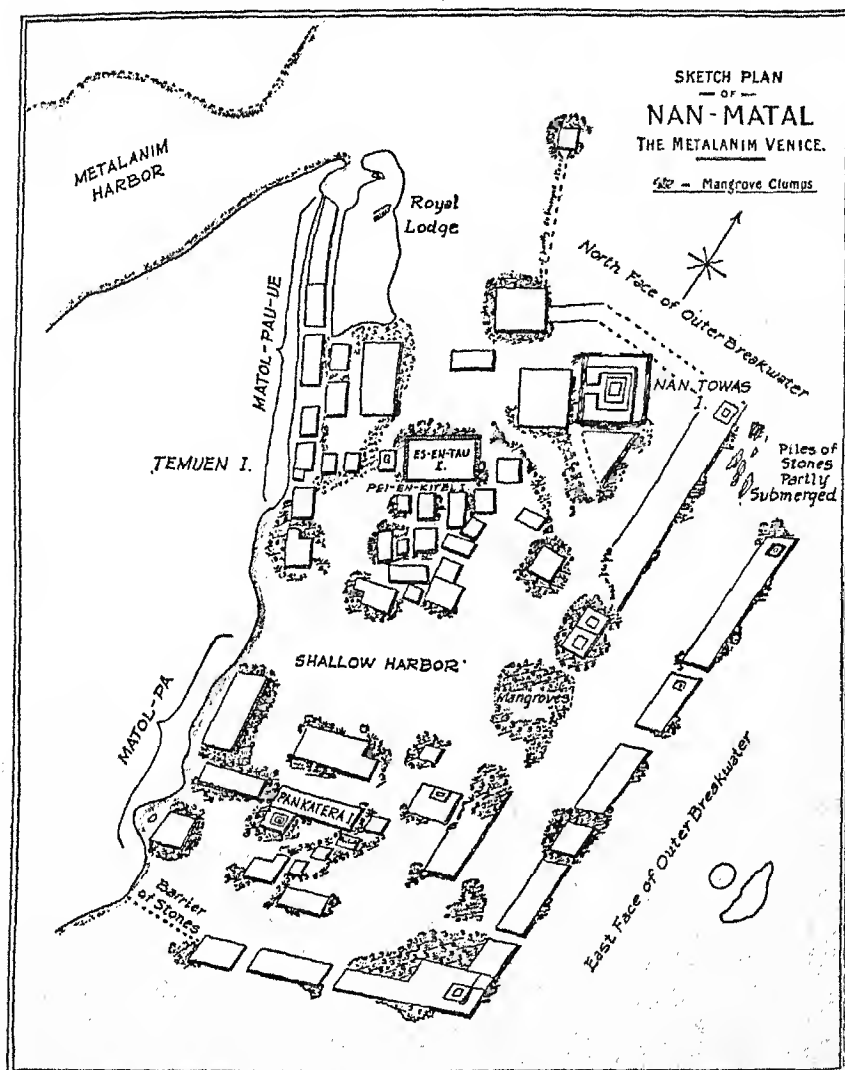 SKETCH PLAN
— OF —
NAN-MATAL
THE METALANIM VENICE.
— Mangrove Clumps
METALANIM
HARBOR
Royal
Lodge
North Face of Outer Breakwater
MATOL-PAU-UE
NAN TOWAS
I.
TEMUEN I.
ES-EN-TAU
I.
PEI-EN-KITEL I.
Piles of
Stones
Partly
Submerged
SHALLOW HARBOR
Mangroves
MATOL-PA
PAN KATERA I.
Barrier
of Stones
East Face of Outer Breakwater